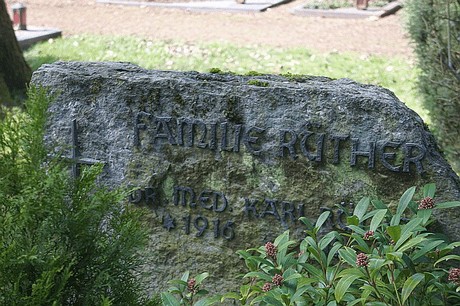 FAMILIE RÜTHER
DR. MED. KARL
* 1916